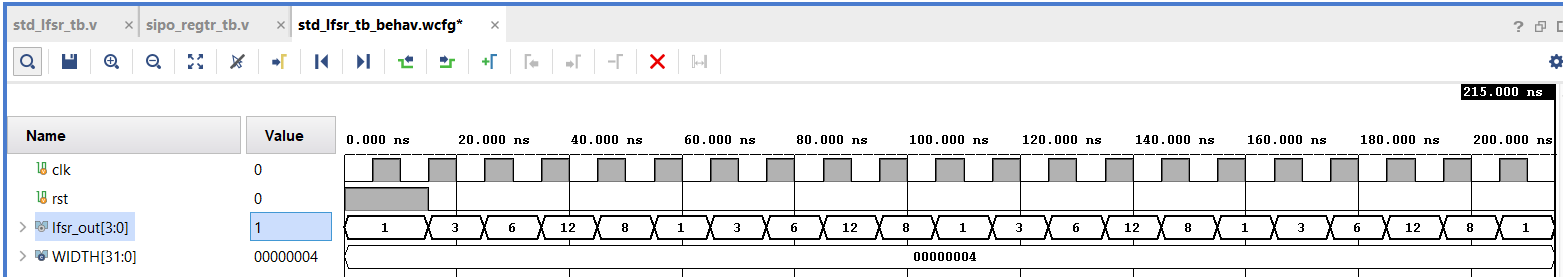 std_lfsr_tb.v × sipo_regtr_tb.v × std_lfsr_tb_behav.wcfg* × ?
215.000 ns
Name Value 0.000 ns 20.000 ns 40.000 ns 60.000 ns 80.000 ns 100.000 ns 120.000 ns 140.000 ns 160.000 ns 180.000 ns 200.000 ns
clk 0
rst 0
lfsr_out[3:0] 1 1 3 6 12 8 1 3 6 12 8 1 3 6 12 8 1 3 6 12 8 1
WIDTH[31:0] 00000004 00000004